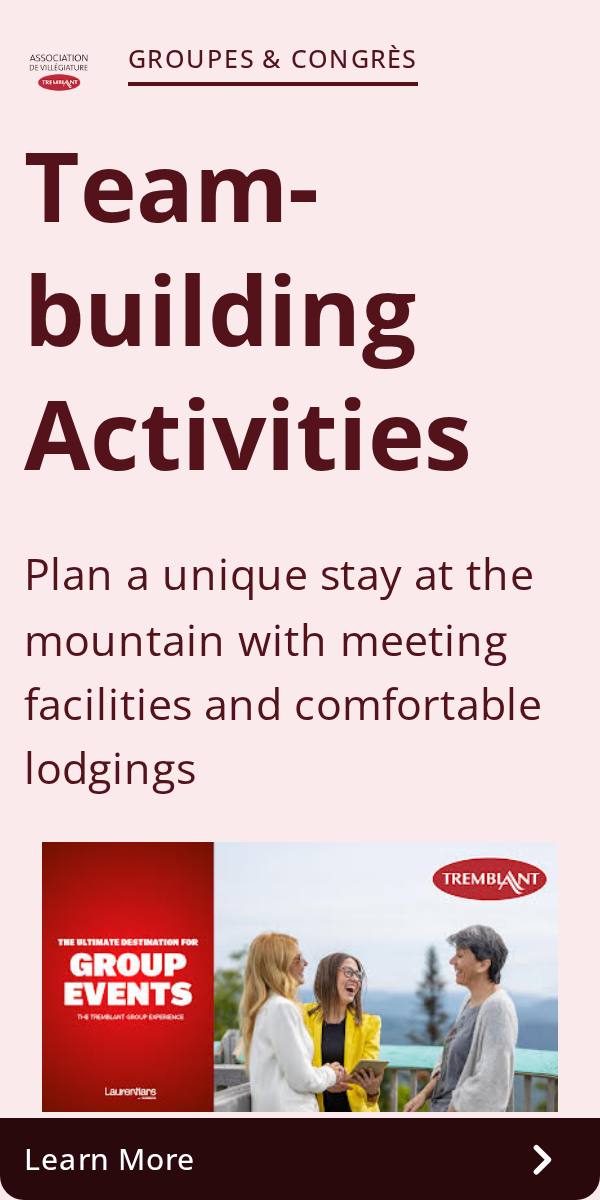 ASSOCIATION
DE VILLÉGIATURE
TREMBLANT
GROUPES & CONGRÈS
Team-
building
Activities
Plan a unique stay at the
mountain with meeting
facilities and comfortable
lodgings
TREMBLANT
THE ULTIMATE DESTINATION FOR
GROUP
EVENTS
THE TREMBLANT GROUP EXPERIENCE
Laurentians
Learn More